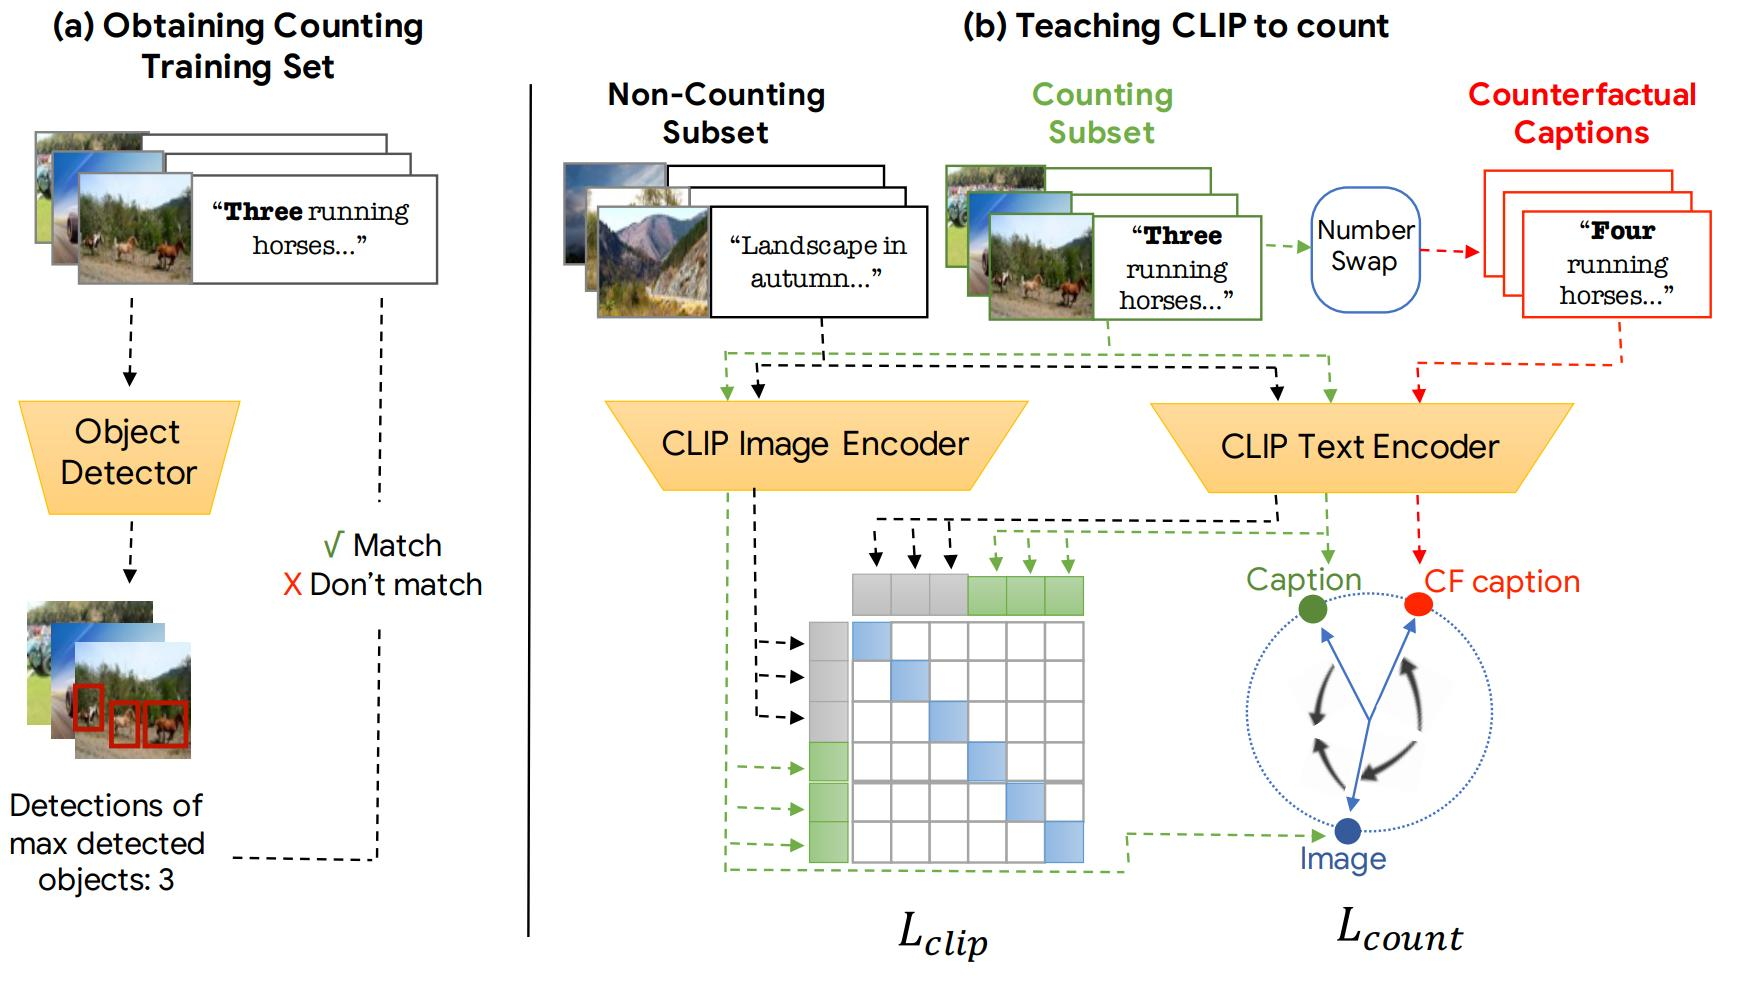 (a) Obtaining Counting
Training Set
“Three running
horses...”
Object
Detector
√ Match
X Don’t match
Detections of
max detected
objects: 3
(b) Teaching CLIP to count
Non-Counting
Subset
Counting
Subset
Counterfactual
Captions
“Landscape in
autumn...”
“Three
running
horses...”
Number
Swap
“Four
running
horses...”
CLIP Image Encoder
CLIP Text Encoder
Caption
CF caption
Image
L_clip
L_count